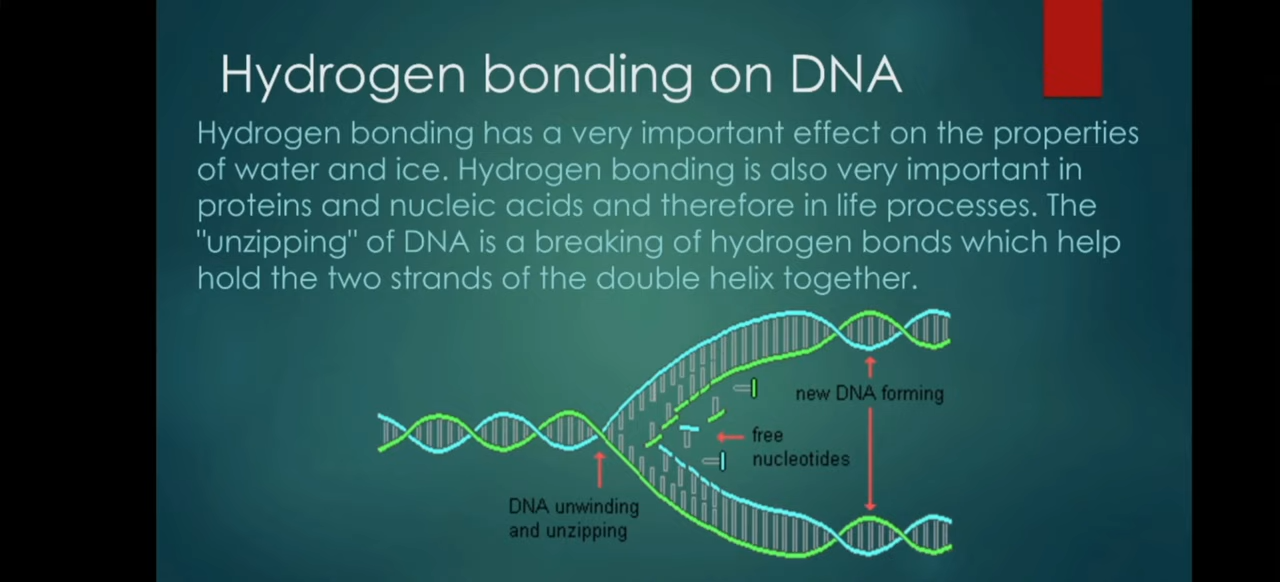 Hydrogen bonding on DNA
Hydrogen bonding has a very important effect on the properties
of water and ice. Hydrogen bonding is also very important in
proteins and nucleic acids and therefore in life processes. The
"unzipping" of DNA is a breaking of hydrogen bonds which help
hold the two strands of the double helix together.
new DNA forming
free
nucleotides
DNA unwinding
and unzipping